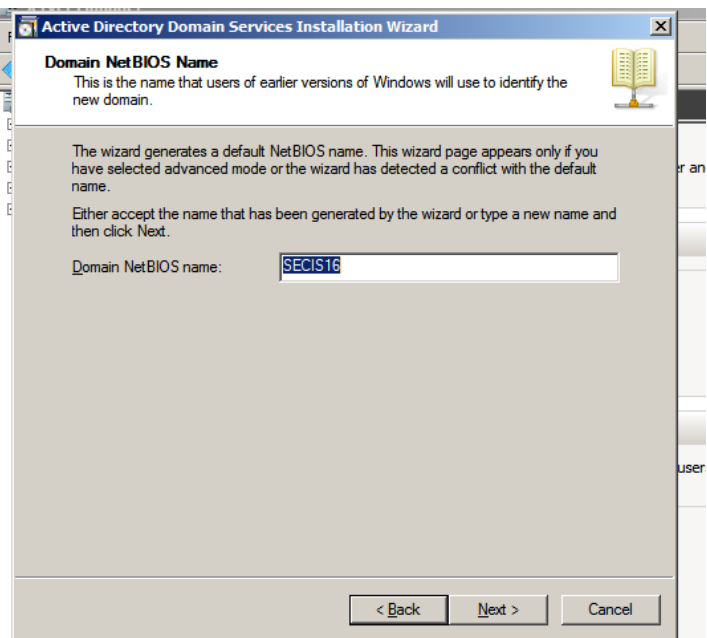 Active Directory Domain Services Installation Wizard
Domain NetBIOS Name
This is the name that users of earlier versions of Windows will use to identify the
new domain.
The wizard generates a default NetBIOS name. This wizard page appears only if you
have selected advanced mode or the wizard has detected a conflict with the default
name.
Either accept the name that has been generated by the wizard or type a new name and
then click Next.
Domain NetBIOS name:
SECIS16
< Back
Next >
Cancel